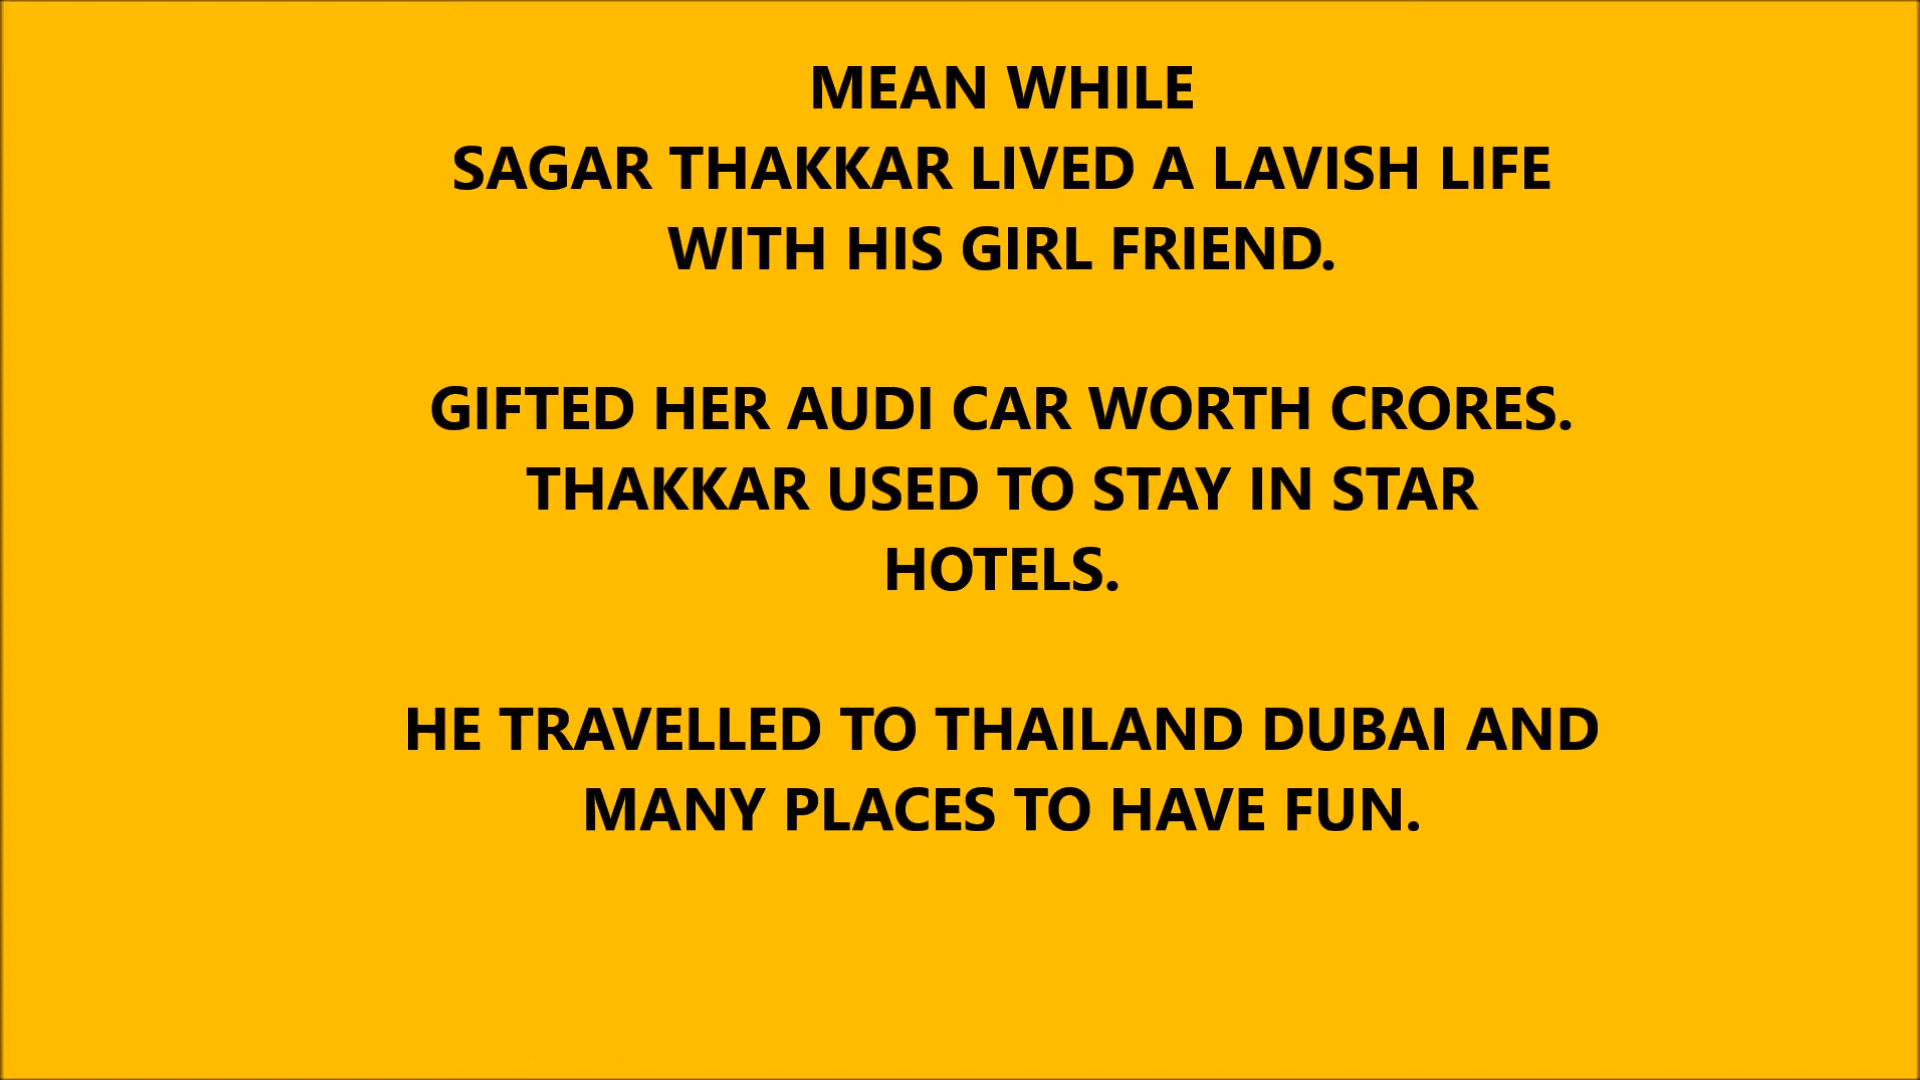 MEAN WHILE
SAGAR THAKKAR LIVED A LAVISH LIFE
WITH HIS GIRL FRIEND.
GIFTED HER AUDI CAR WORTH CRORES.
THAKKAR USED TO STAY IN STAR
HOTELS.
HE TRAVELLED TO THAILAND DUBAI AND
MANY PLACES TO HAVE FUN.